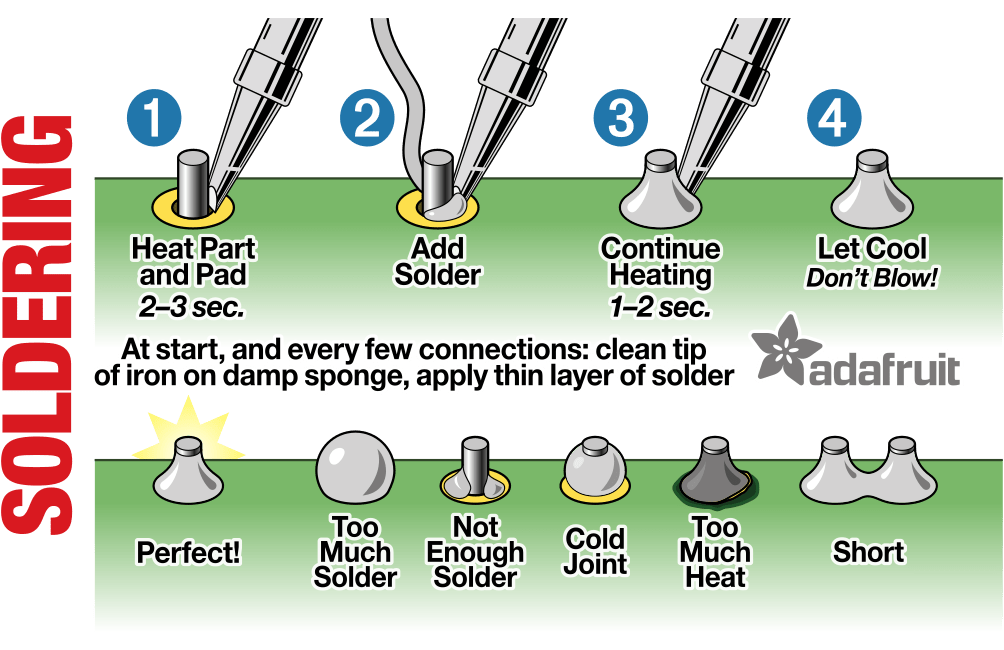 SOLDERING
1
Heat Part
and Pad
2–3 sec.
2
Add
Solder
3
Continue
Heating
1–2 sec.
4
Let Cool
Don't Blow!
At start, and every few connections: clean tip
of iron on damp sponge, apply thin layer of solder
adafruit
Perfect!
Too
Much
Solder
Not
Enough
Solder
Cold
Joint
Too
Much
Heat
Short